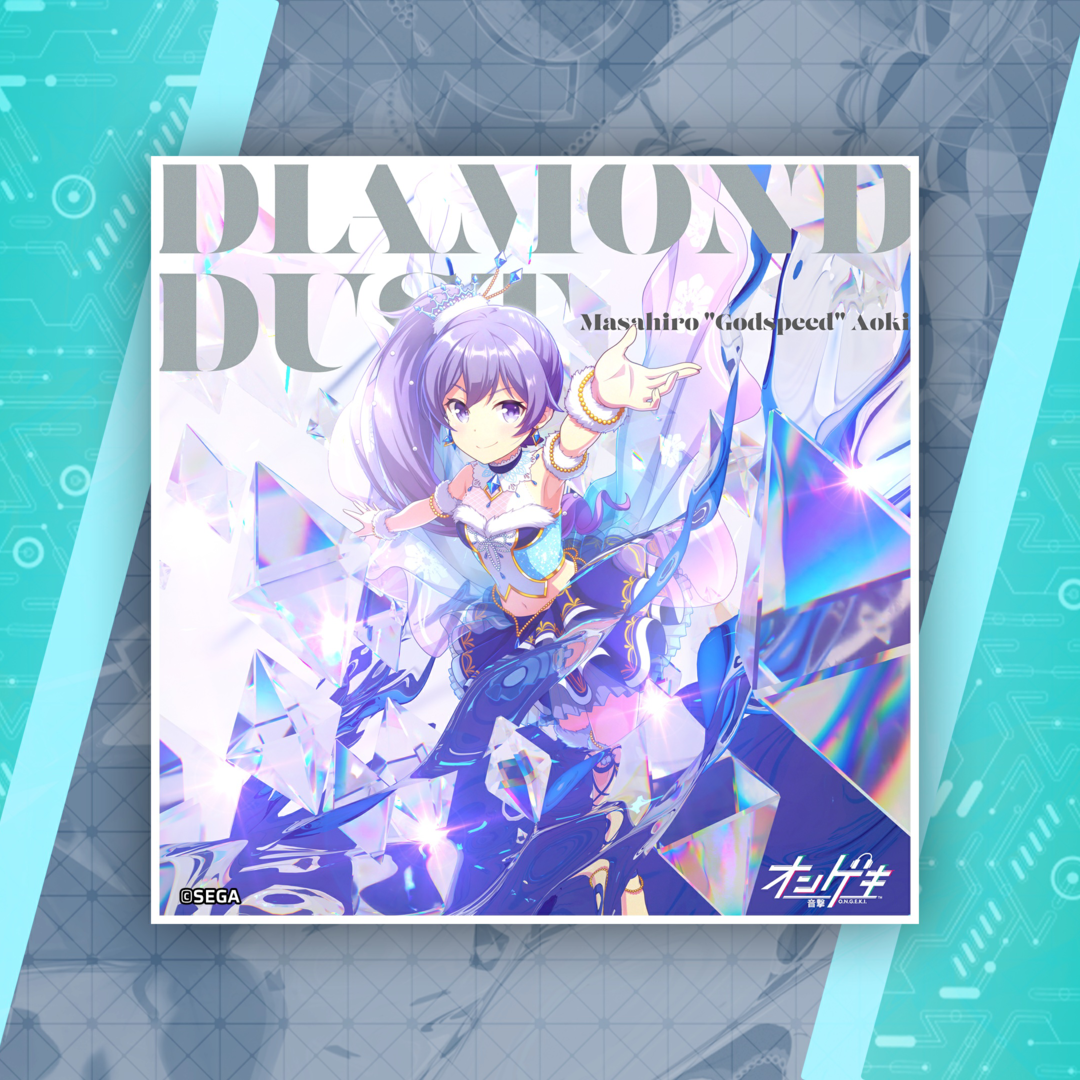 DIAMOND
DUST
Masahiro "Godspeed" Aoki
オンゲキ
音撃 O.N.G.E.K.I.
©SEGA